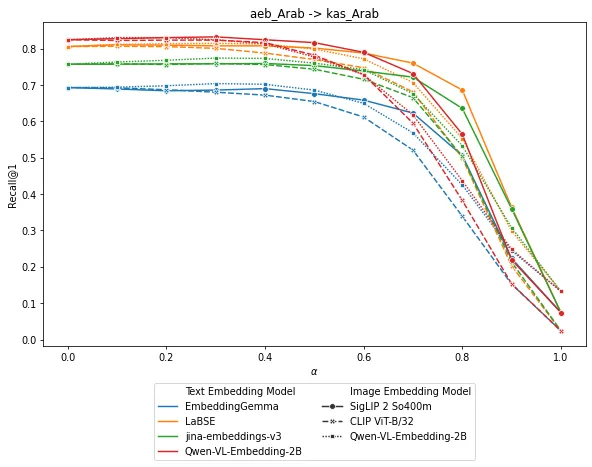 aeb_Arab -> kas_Arab
Recall@1
0.8
0.7
0.6
0.5
0.4
0.3
0.2
0.1
0.0
0.0 0.2 0.4 0.6 0.8 1.0
α
Text Embedding Model
EmbeddingGemma
LaBSE
jina-embeddings-v3
Qwen-VL-Embedding-2B
Image Embedding Model
SigLIP 2 So400m
CLIP ViT-B/32
Qwen-VL-Embedding-2B